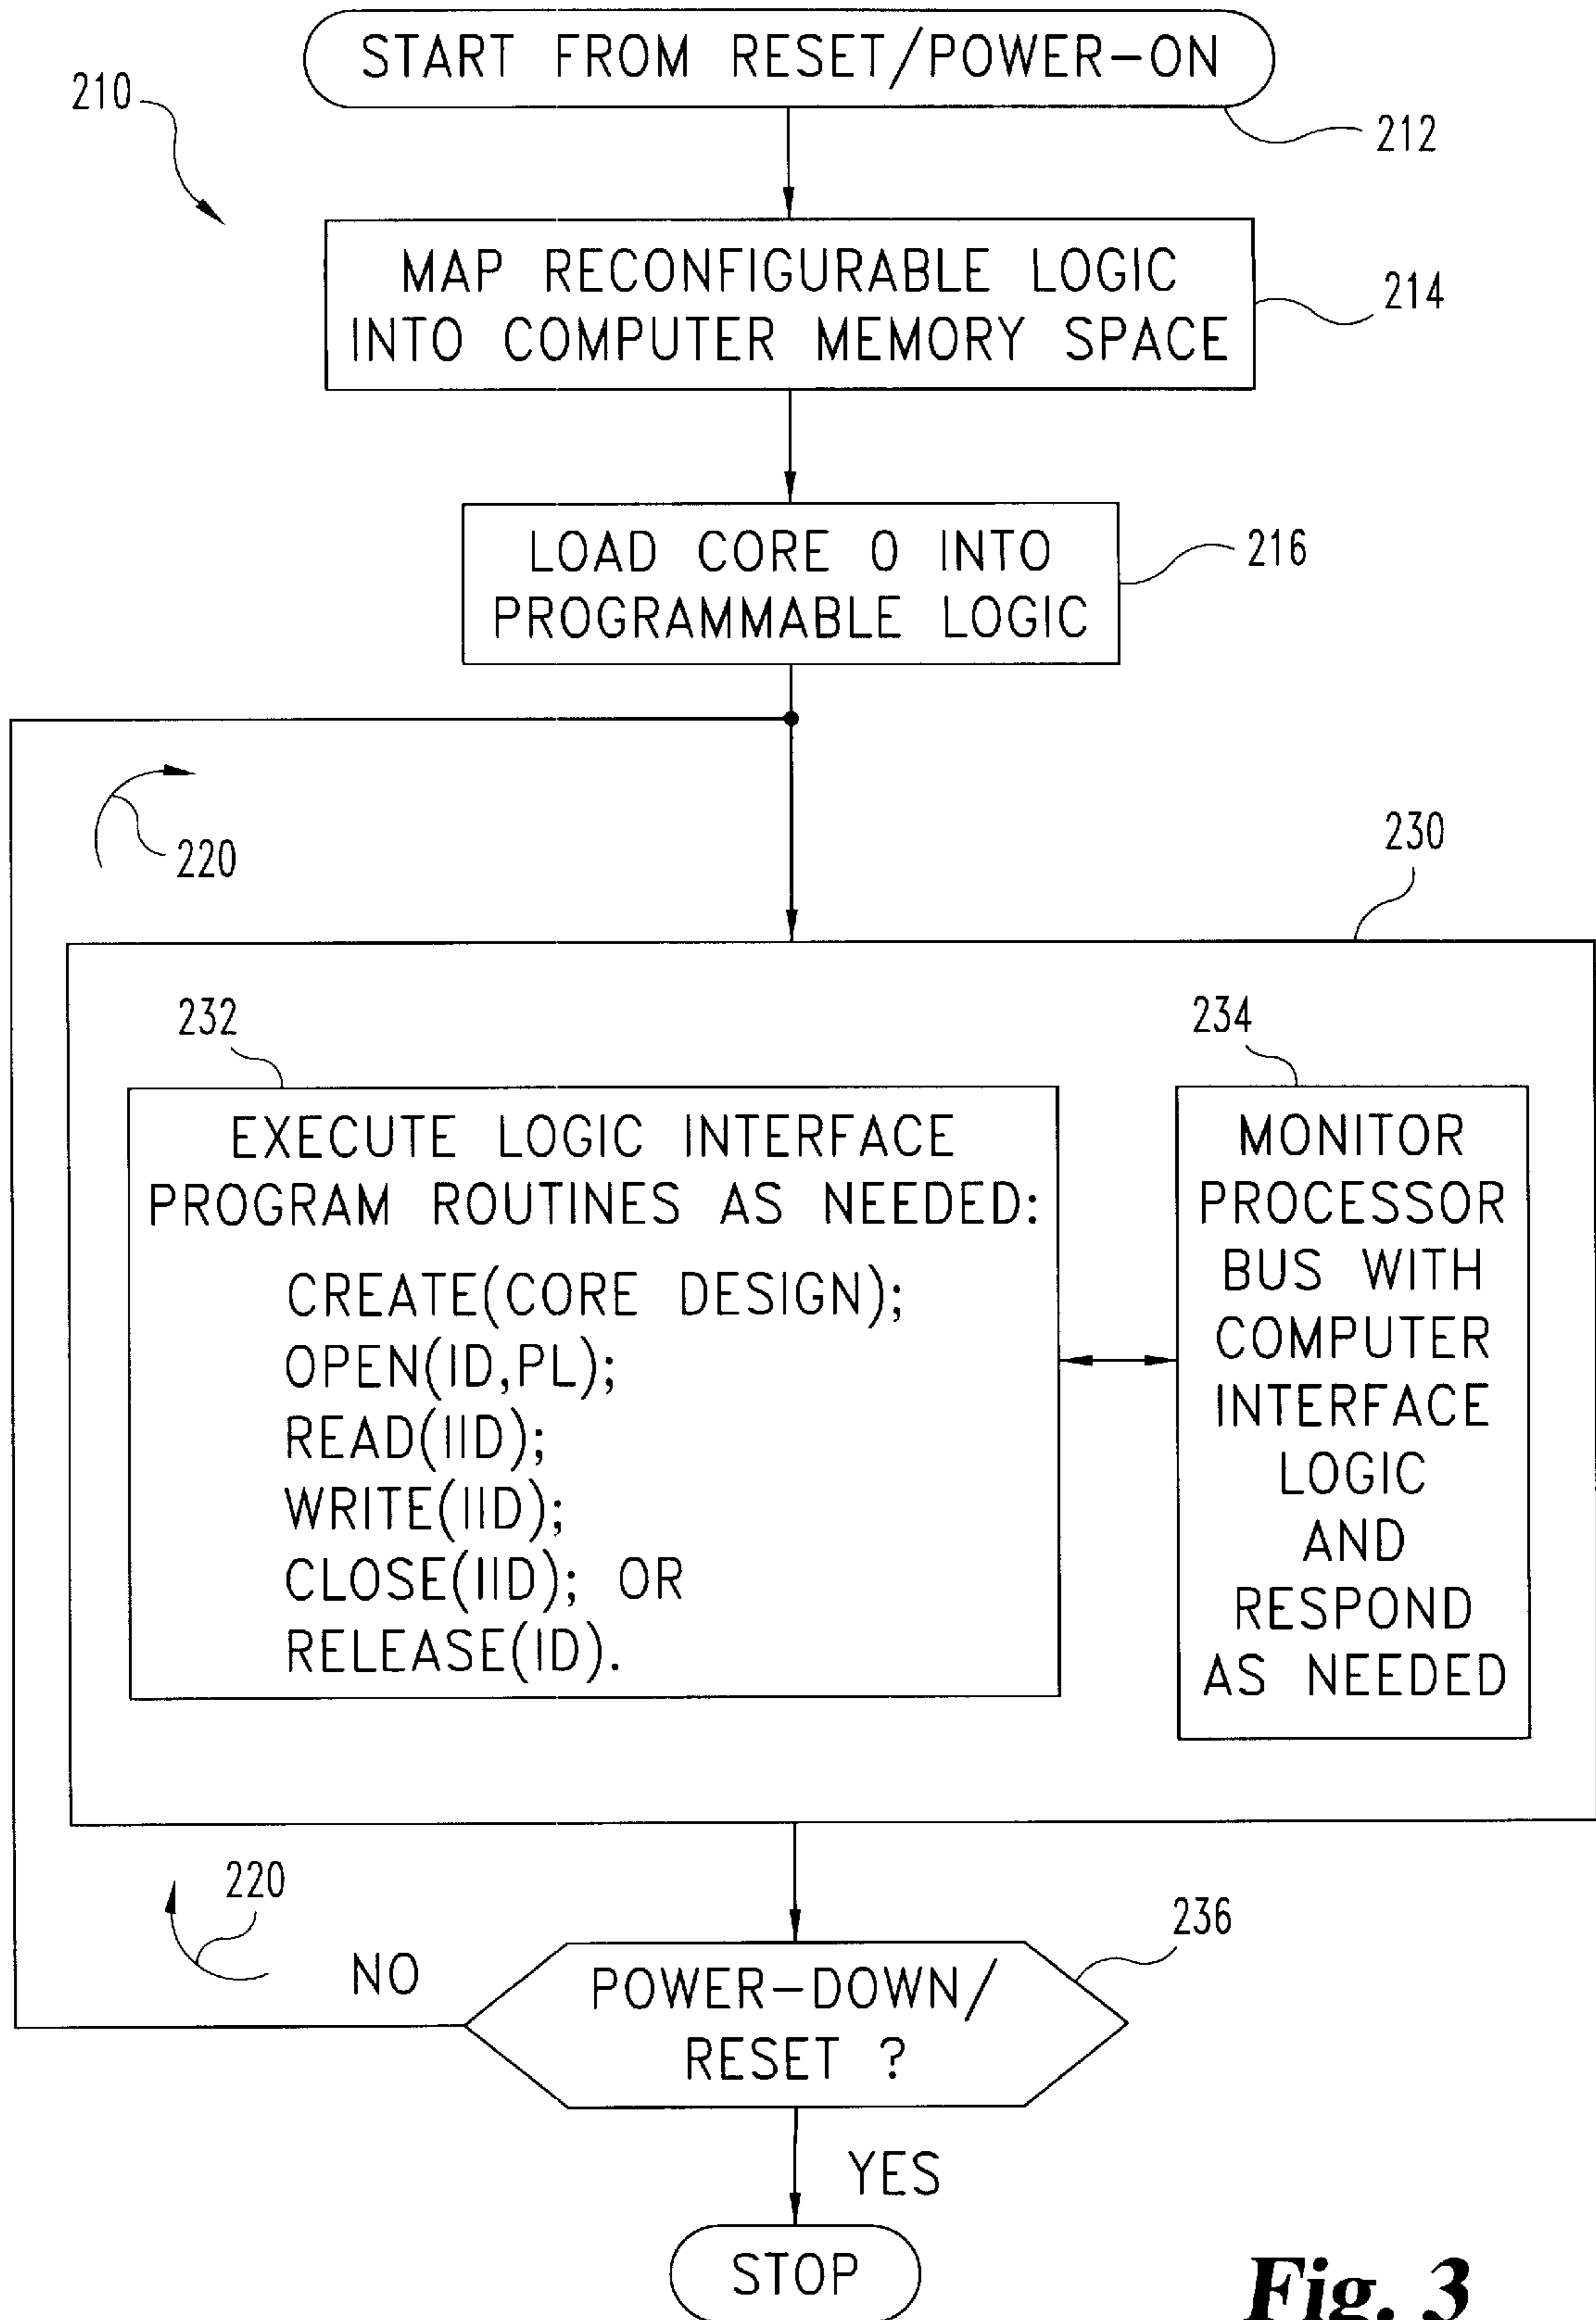 START FROM RESET/POWER-ON
210
212
MAP RECONFIGURABLE LOGIC
INTO COMPUTER MEMORY SPACE
214
LOAD CORE 0 INTO
PROGRAMMABLE LOGIC
216
220
230
232
234
EXECUTE LOGIC INTERFACE
PROGRAM ROUTINES AS NEEDED:
CREATE(CORE DESIGN);
OPEN(ID,PL);
READ(IID);
WRITE(IID);
CLOSE(IID); OR
RELEASE(ID).
MONITOR
PROCESSOR
BUS WITH
COMPUTER
INTERFACE
LOGIC
AND
RESPOND
AS NEEDED
220
236
NO
POWER-DOWN/
RESET ?
YES
STOP
Fig. 3